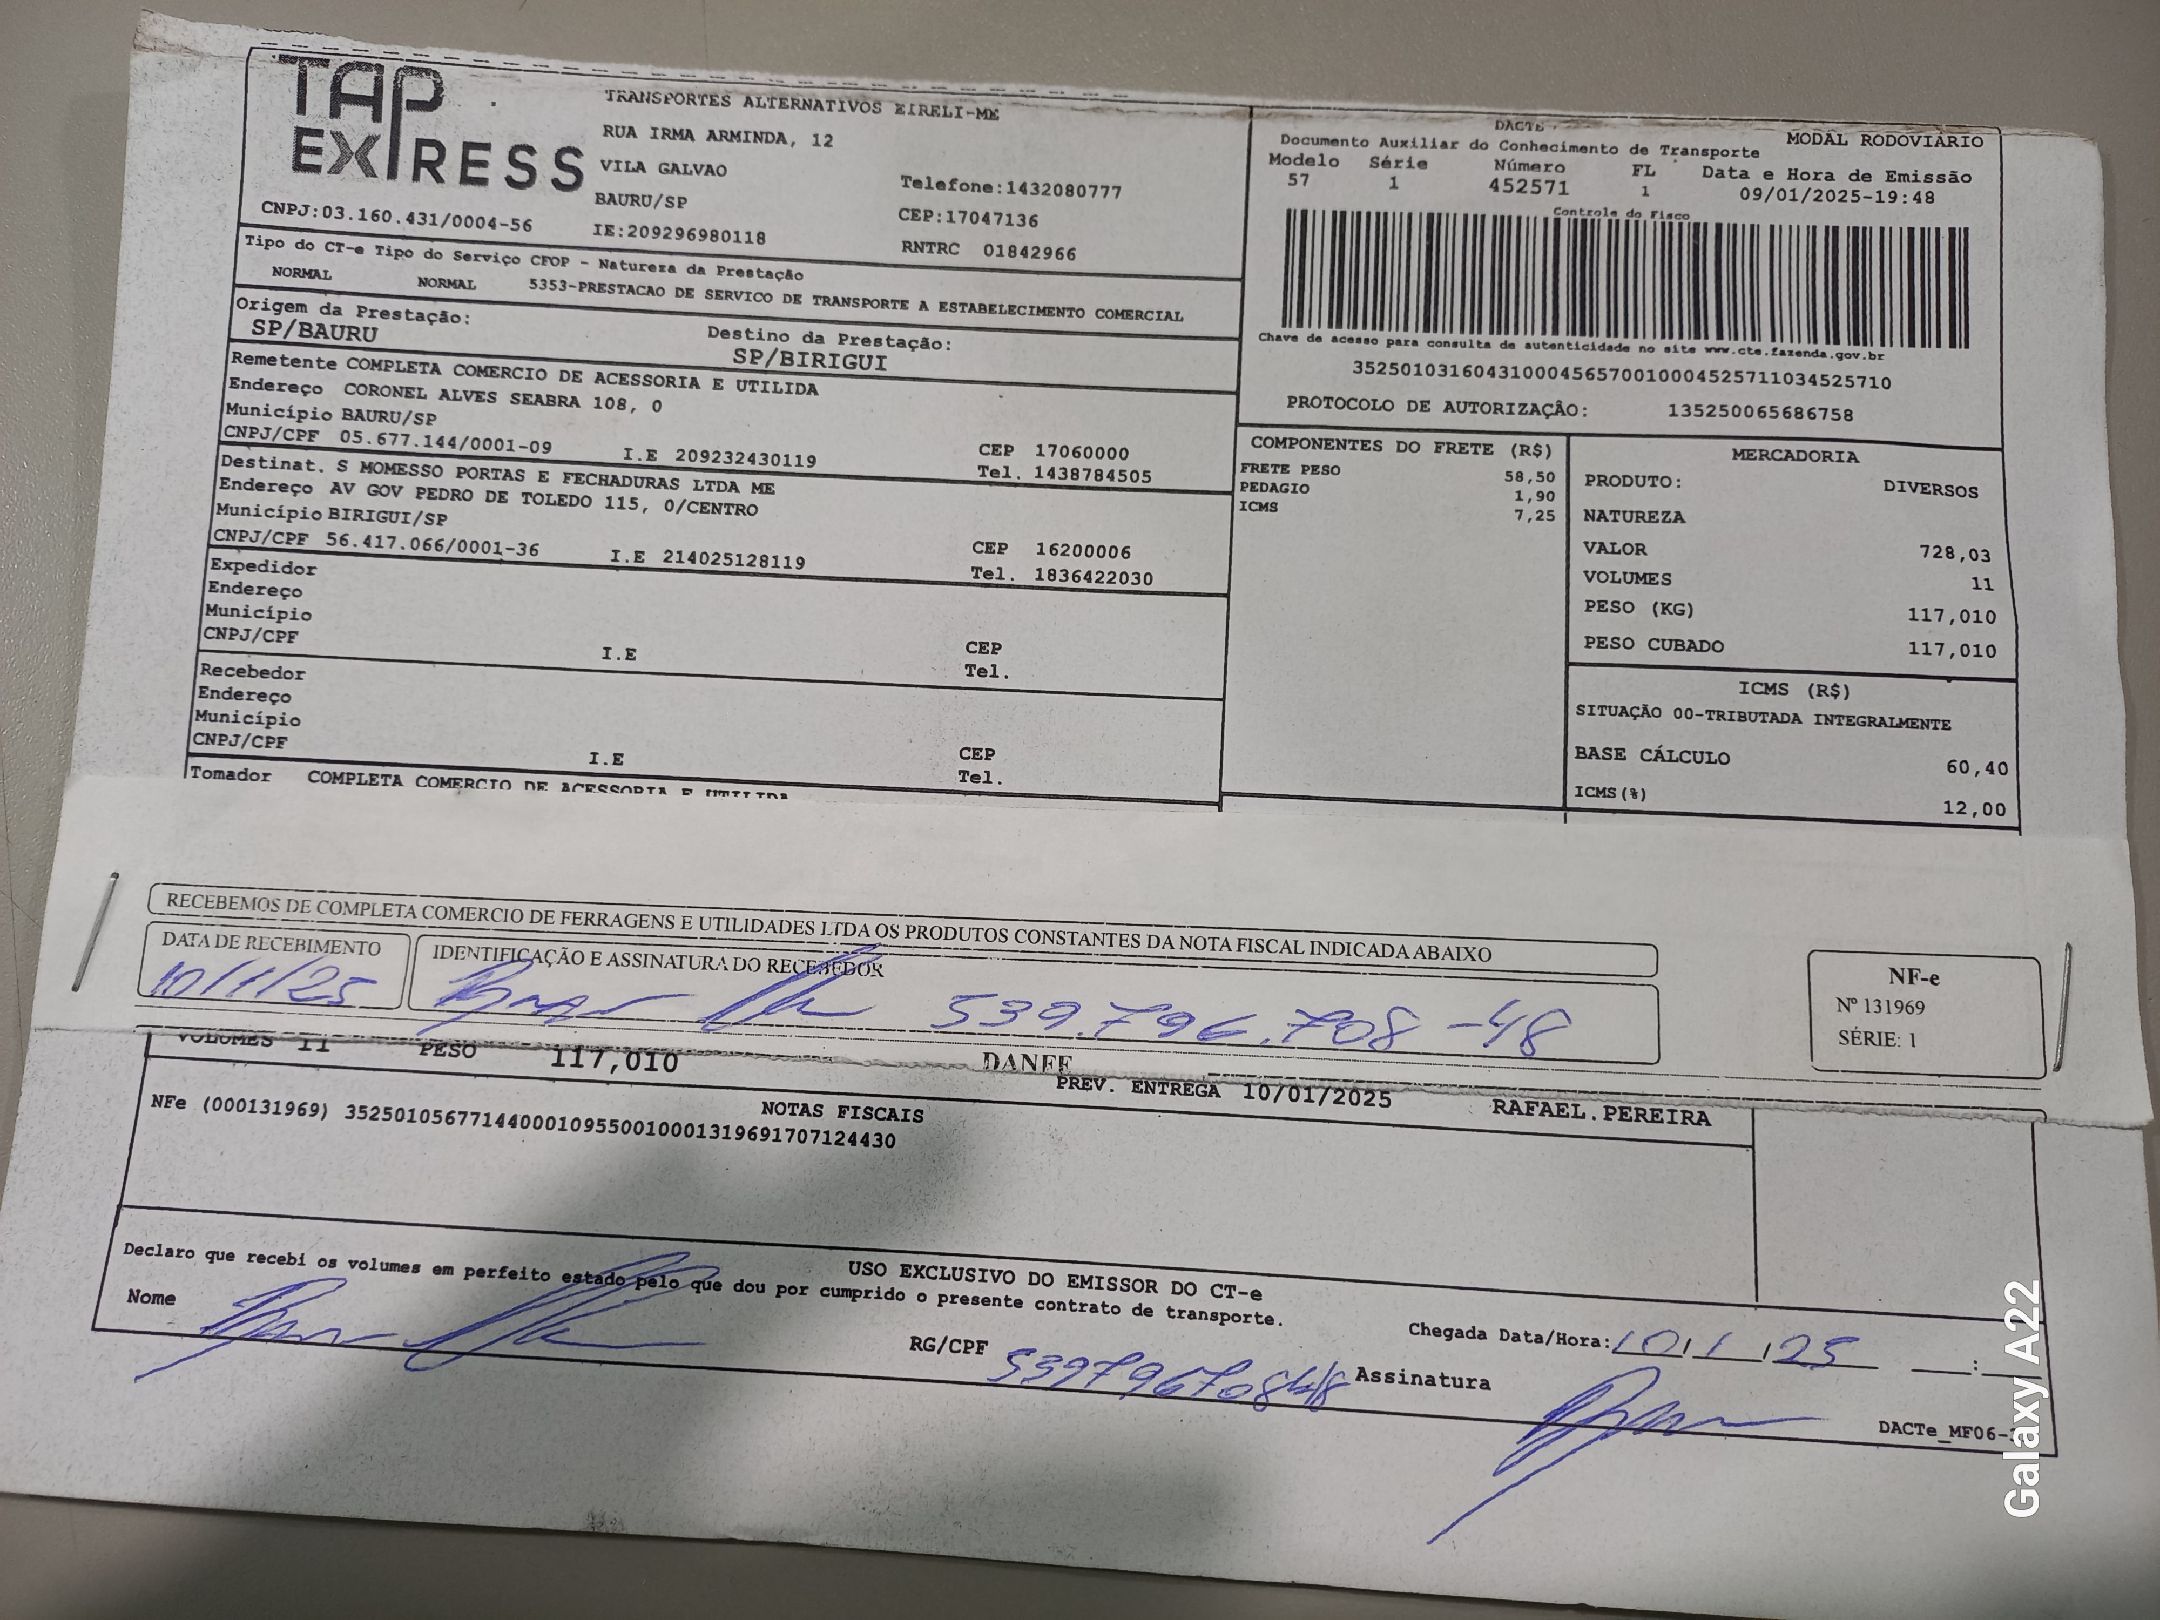 TAP EXPRESS
TRANSPORTES ALTERNATIVOS EIRELI-ME
RUA IRMA ARMINDA, 12
VILA GALVAO
BAURU/SP
Telefone:1432080777
CEP:17047136
CNPJ:03.160.431/0004-56
IE:209296980118
RNTRC 01842966
DACTE
MODAL RODOVIÁRIO
Documento Auxiliar do Conhecimento de Transporte
Modelo Série Número FL Data e Hora de Emissão
57 1 452571 1 09/01/2025-19:48
Controle do Fisco
Chave de acesso para consulta de autenticidade no site www.cte.fazenda.gov.br
35250103160431000456570010004525711034525710
PROTOCOLO DE AUTORIZAÇÃO: 135250065686758
Tipo do CT-e Tipo do Serviço CFOP - Natureza da Prestação
NORMAL NORMAL 5353-PRESTACAO DE SERVICO DE TRANSPORTE A ESTABELECIMENTO COMERCIAL
Origem da Prestação: Destino da Prestação:
SP/BAURU SP/BIRIGUI
Remetente COMPLETA COMERCIO DE ACESSORIA E UTILIDA
Endereço CORONEL ALVES SEABRA 108, 0
Município BAURU/SP CEP 17060000
CNPJ/CPF 05.677.144/0001-09 I.E 209232430119 Tel. 1438784505
Destinat. S MOMESSO PORTAS E FECHADURAS LTDA ME
Endereço AV GOV PEDRO DE TOLEDO 115, 0/CENTRO
Município BIRIGUI/SP CEP 16200006
CNPJ/CPF 56.417.066/0001-36 I.E 214025128119 Tel. 1836422030
Expedidor
Endereço
Município CEP
CNPJ/CPF I.E Tel.
Recebedor
Endereço
Município CEP
CNPJ/CPF I.E Tel.
Tomador COMPLETA COMERCIO DE ACESSORIA E UTILIDA
COMPONENTES DO FRETE (R$)
FRETE PESO 58,50
PEDAGIO 1,90
ICMS 7,25
MERCADORIA
PRODUTO: DIVERSOS
NATUREZA
VALOR 728,03
VOLUMES 11
PESO (KG) 117,010
PESO CUBADO 117,010
ICMS (R$)
SITUAÇÃO 00-TRIBUTADA INTEGRALMENTE
BASE CÁLCULO 60,40
ICMS(%) 12,00
RECEBEMOS DE COMPLETA COMERCIO DE FERRAGENS E UTILIDADES LTDA OS PRODUTOS CONSTANTES DA NOTA FISCAL INDICADA ABAIXO
DATA DE RECEBIMENTO
10/1/25
IDENTIFICAÇÃO E ASSINATURA DO RECEBEDOR
539.796.708-48
NF-e
Nº 131969
SÉRIE: 1
VOLUMES 11 PESO 117,010
DANFE
PREV. ENTREGA 10/01/2025 RAFAEL.PEREIRA
NOTAS FISCAIS
NFe (000131969) 35250105677144000109550010001319691707124430
USO EXCLUSIVO DO EMISSOR DO CT-e
Declaro que recebi os volumes em perfeito estado pelo que dou por cumprido o presente contrato de transporte.
Nome
RG/CPF 53979670848
Chegada Data/Hora: 10/1/25 :
Assinatura
DACTe_MF06-
Galaxy A22